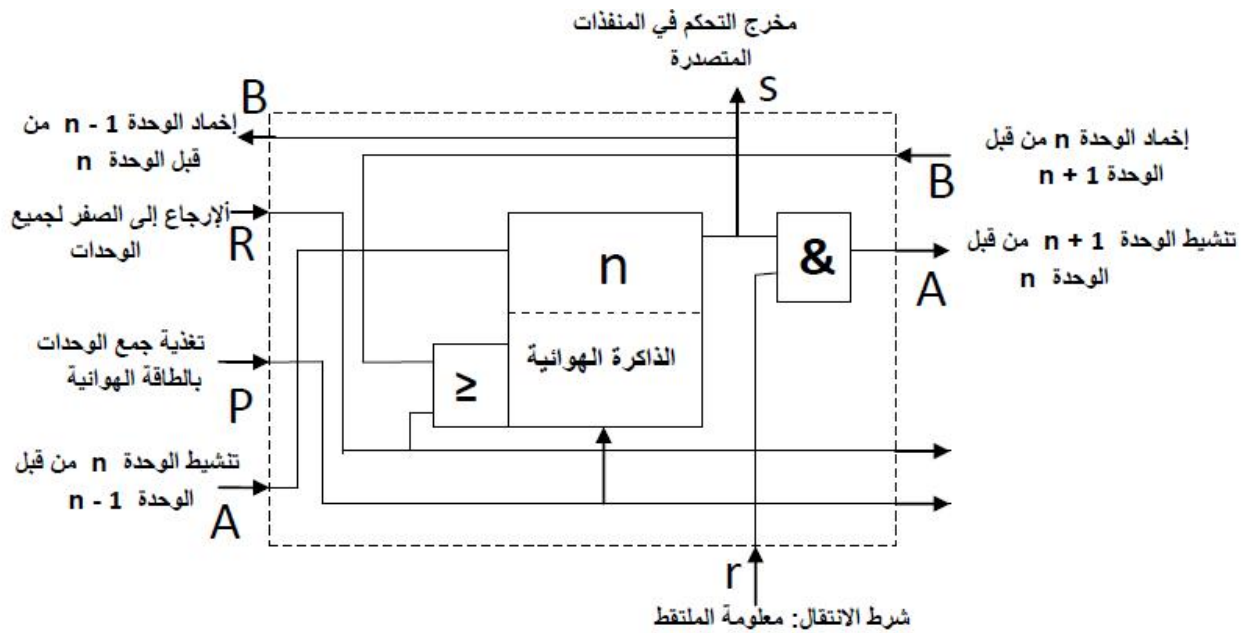 مخرج التحكم في المنفذات
المتصدرة
S
B
إخماد الوحدة n - 1 من
قبل الوحدة n
إخماد الوحدة n من قبل
الوحدة n + 1
B
ألإرجاع إلى الصفر لجميع
الوحدات
R
n
&
تنشيط الوحدة n + 1 من قبل
الوحدة n
A
تغذية جمع الوحدات
بالطاقة الهوائية
P
الذاكرة الهوائية
≥
تنشيط الوحدة n من قبل
الوحدة n - 1
A
r
شرط الانتقال: معلومة الملتقط